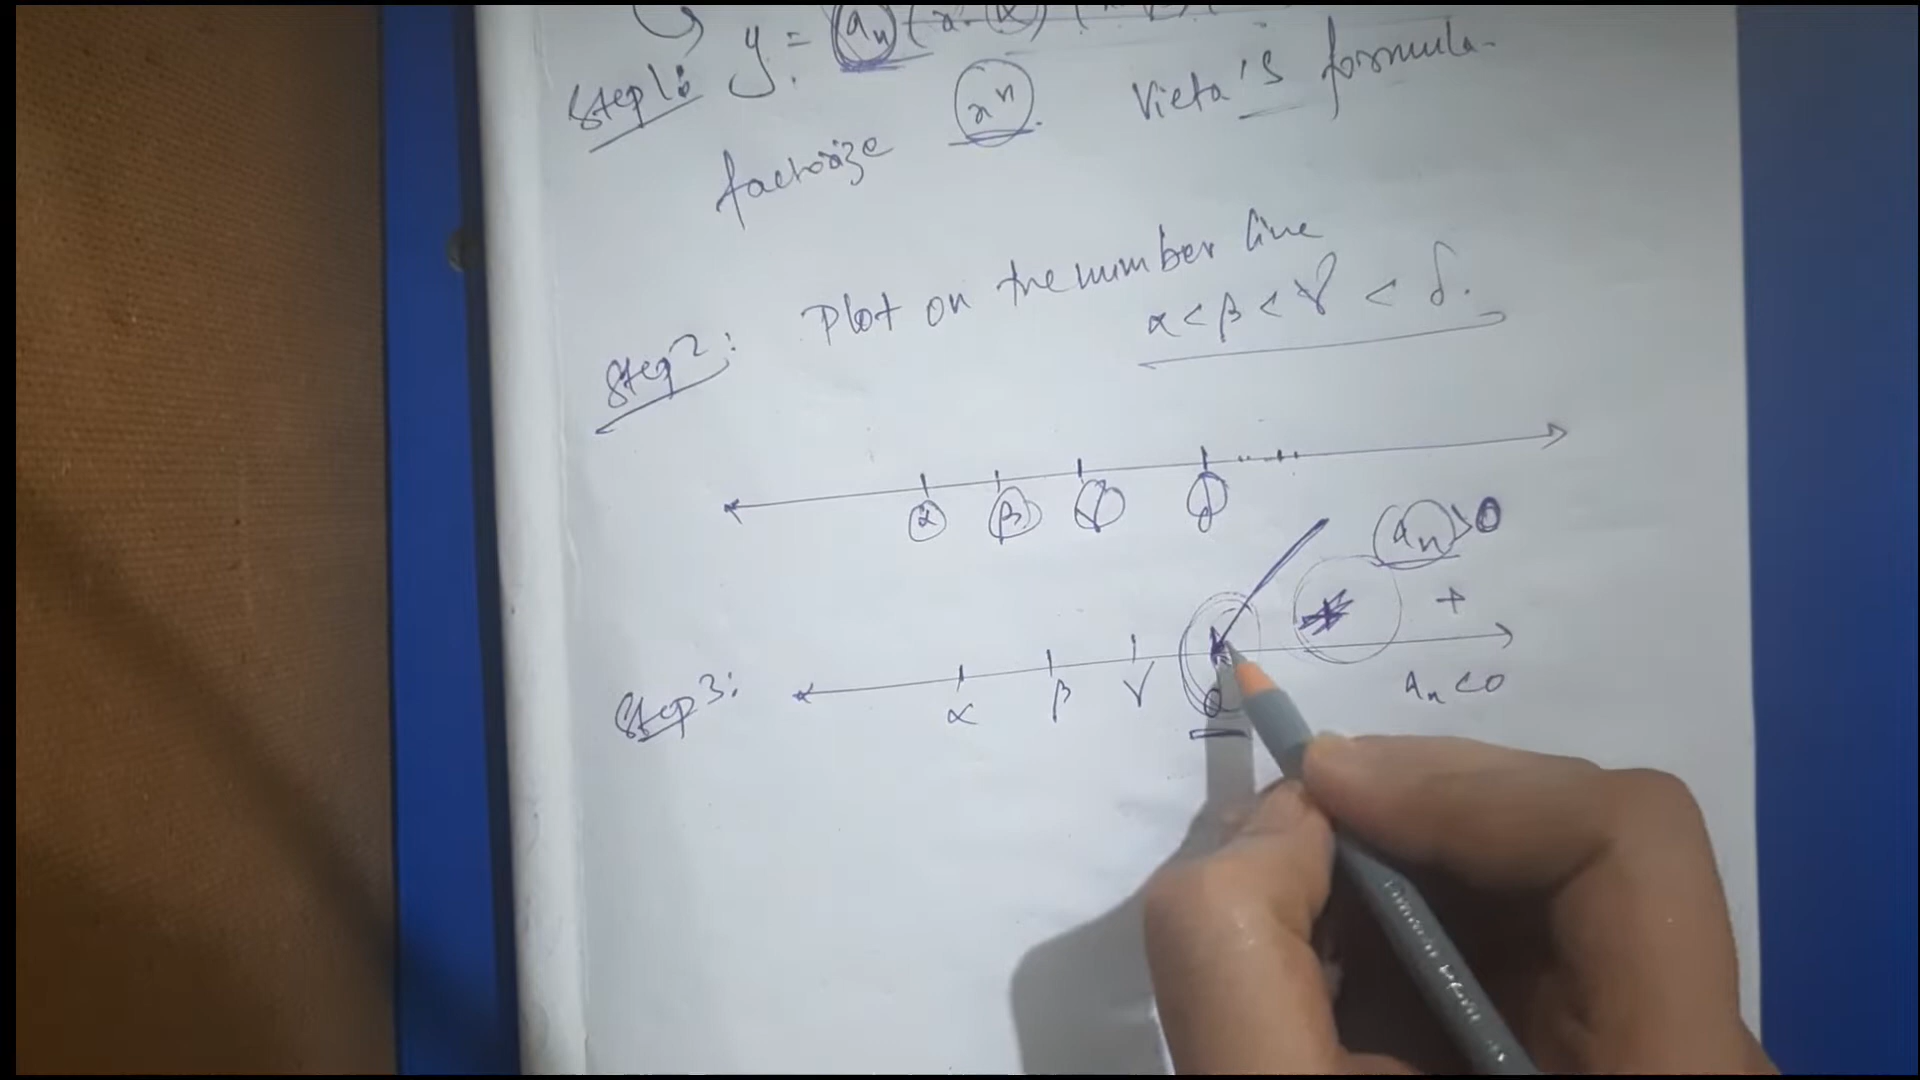 Step 1: y = (an) (x-α)
factorize xn Vieta's formula.
Step 2: Plot on the number line
α < β < γ < δ.
α β γ δ
an > 0
+
Step 3: α β γ
an < 0